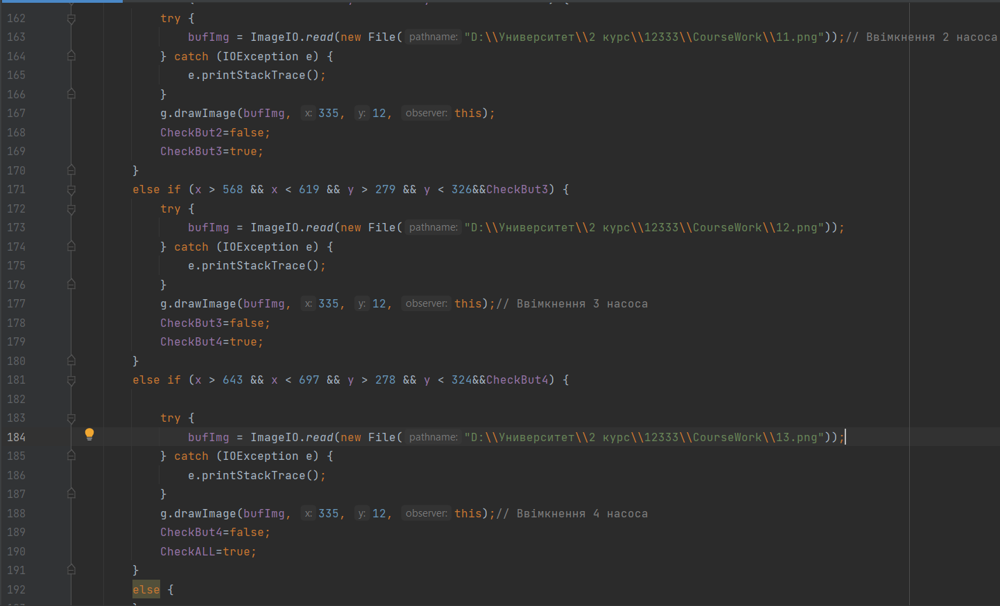 162 try {
163 bufImg = ImageIO.read(new File( pathname: "D:\\Университет\\2 курс\\12333\\CourseWork\\11.png"));// Ввімкнення 2 насоса
164 } catch (IOException e) {
165 e.printStackTrace();
166 }
167 g.drawImage(bufImg, x: 335, y: 12, observer: this);
168 CheckBut2=false;
169 CheckBut3=true;
170 }
171 else if (x > 568 && x < 619 && y > 279 && y < 326&&CheckBut3) {
172 try {
173 bufImg = ImageIO.read(new File( pathname: "D:\\Университет\\2 курс\\12333\\CourseWork\\12.png"));
174 } catch (IOException e) {
175 e.printStackTrace();
176 }
177 g.drawImage(bufImg, x: 335, y: 12, observer: this);// Ввімкнення 3 насоса
178 CheckBut3=false;
179 CheckBut4=true;
180 }
181 else if (x > 643 && x < 697 && y > 278 && y < 324&&CheckBut4) {
182
183 try {
184 bufImg = ImageIO.read(new File( pathname: "D:\\Университет\\2 курс\\12333\\CourseWork\\13.png"));
185 } catch (IOException e) {
186 e.printStackTrace();
187 }
188 g.drawImage(bufImg, x: 335, y: 12, observer: this);// Ввімкнення 4 насоса
189 CheckBut4=false;
190 CheckALL=true;
191 }
192 else {